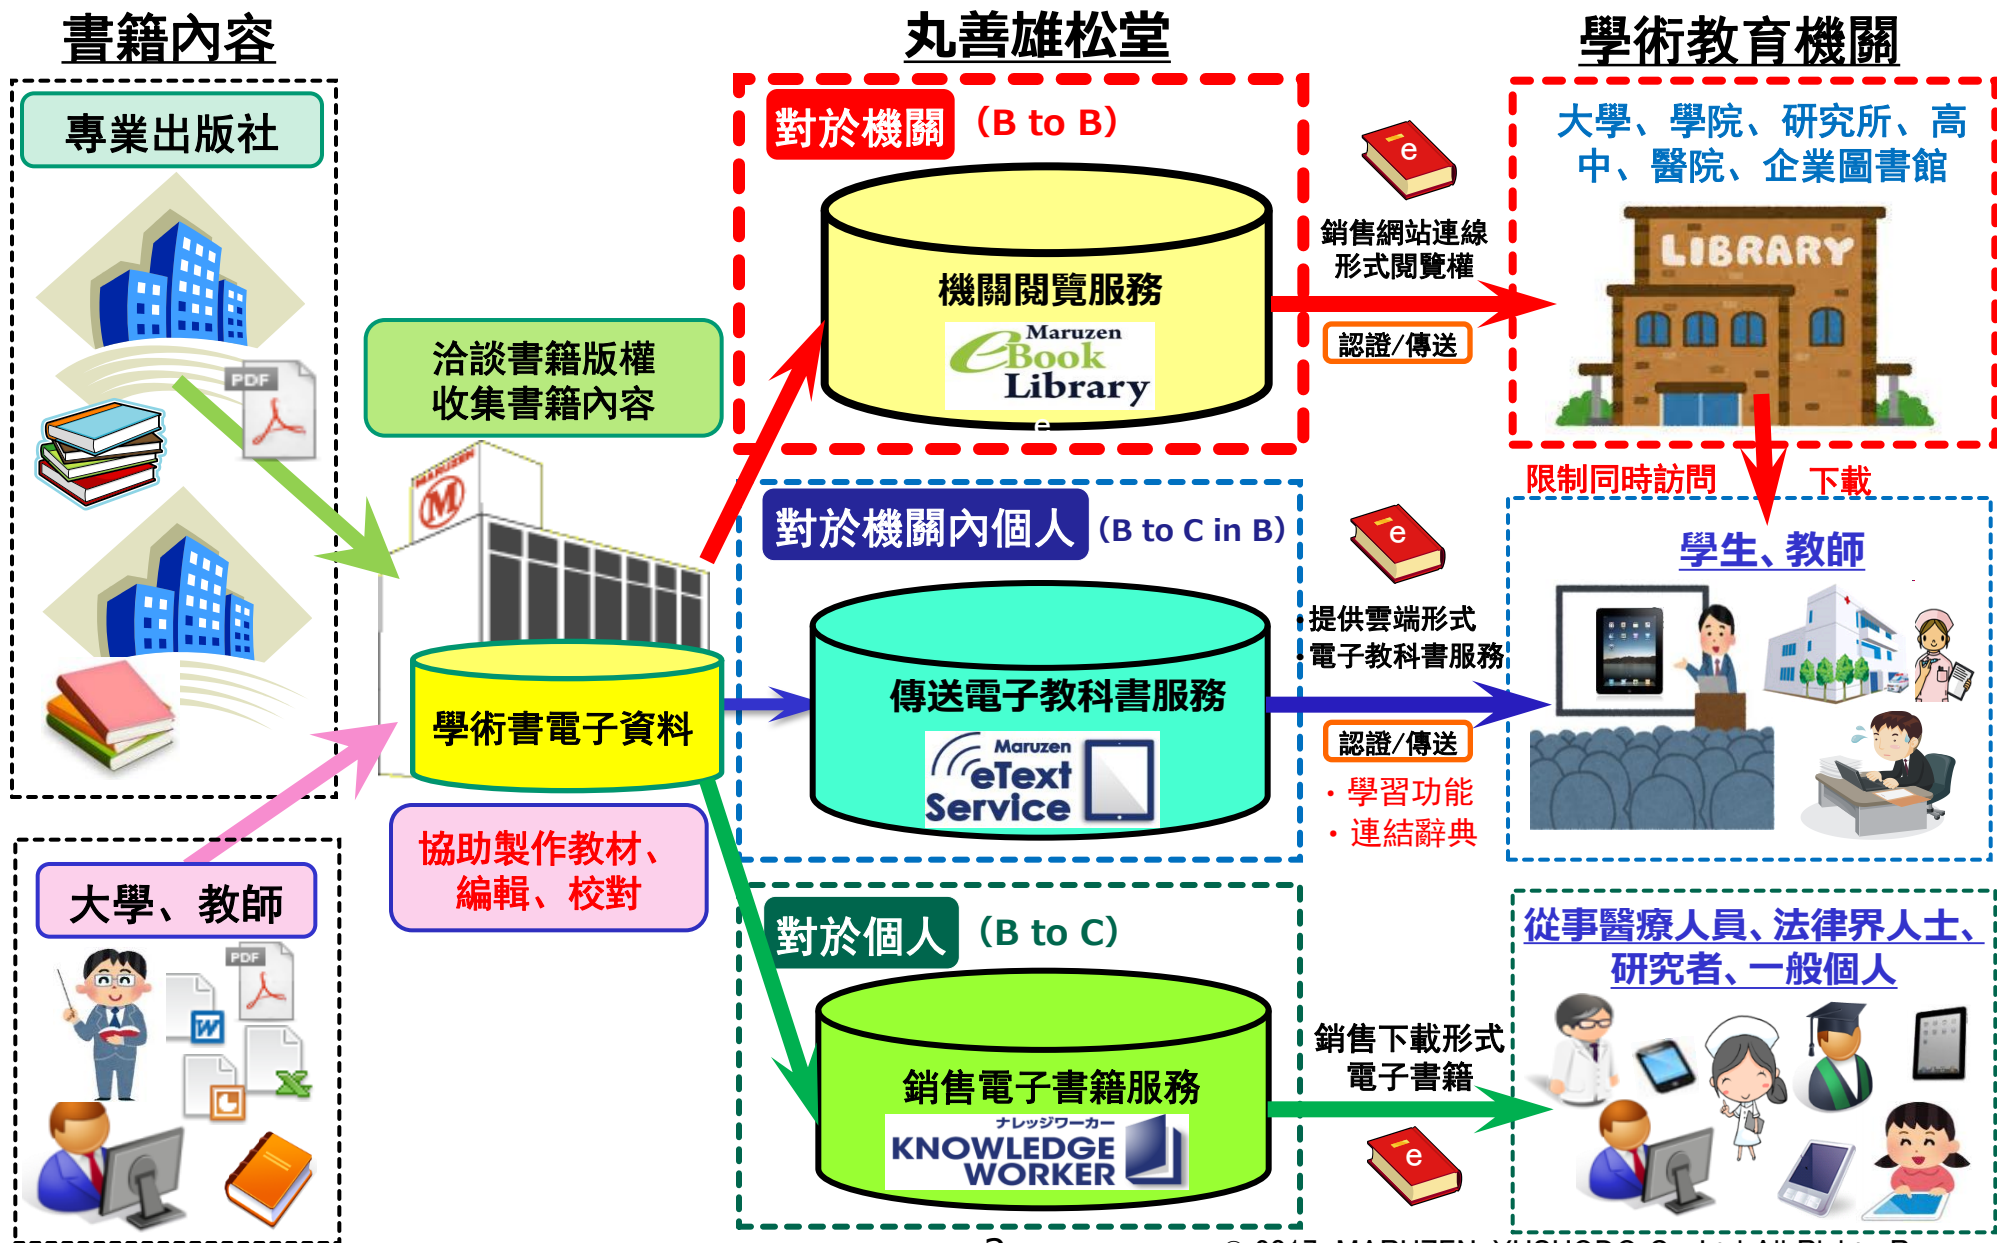 書籍內容
丸善雄松堂
學術教育機關
專業出版社
PDF
洽談書籍版權
收集書籍內容
MARUZEN
M
學術書電子資料
協助製作教材、
編輯、校對
大學、教師
PDF
W
對於機關
(B to B)
機關閱覽服務
Maruzen
eBook
Library
e
e
銷售網站連線
形式閱覽權
認證/傳送
大學、學院、研究所、高
中、醫院、企業圖書館
LIBRARY
限制同時訪問
下載
對於機關內個人
(B to C in B)
傳送電子教科書服務
Maruzen
eText
Service
e
・提供雲端形式
・電子教科書服務
認證/傳送
・學習功能
・連結辭典
學生、教師
對於個人
(B to C)
銷售電子書籍服務
ナレッジワーカー
KNOWLEDGE
WORKER
銷售下載形式
電子書籍
e
從事醫療人員、法律界人士、
研究者、一般個人